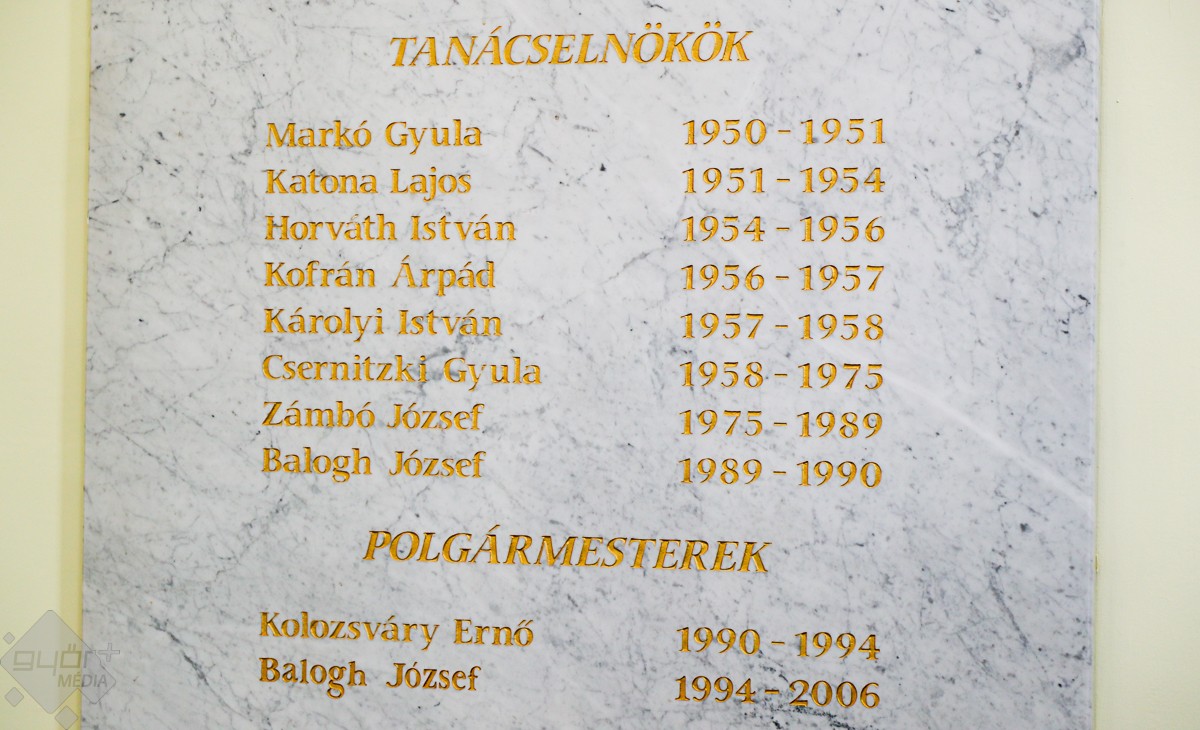 TANÁCSELNÖKÖK
Markó Gyula 1950 - 1951
Katona Lajos 1951 - 1954
Horváth István 1954 - 1956
Kofrán Árpád 1956 - 1957
Károlyi István 1957 - 1958
Csernitzki Gyula 1958 - 1975
Zámbó József 1975 - 1989
Balogh József 1989 - 1990
POLGÁRMESTEREK
Kolozsváry Ernő 1990 - 1994
Balogh József 1994 - 2006
győr+
MÉDIA